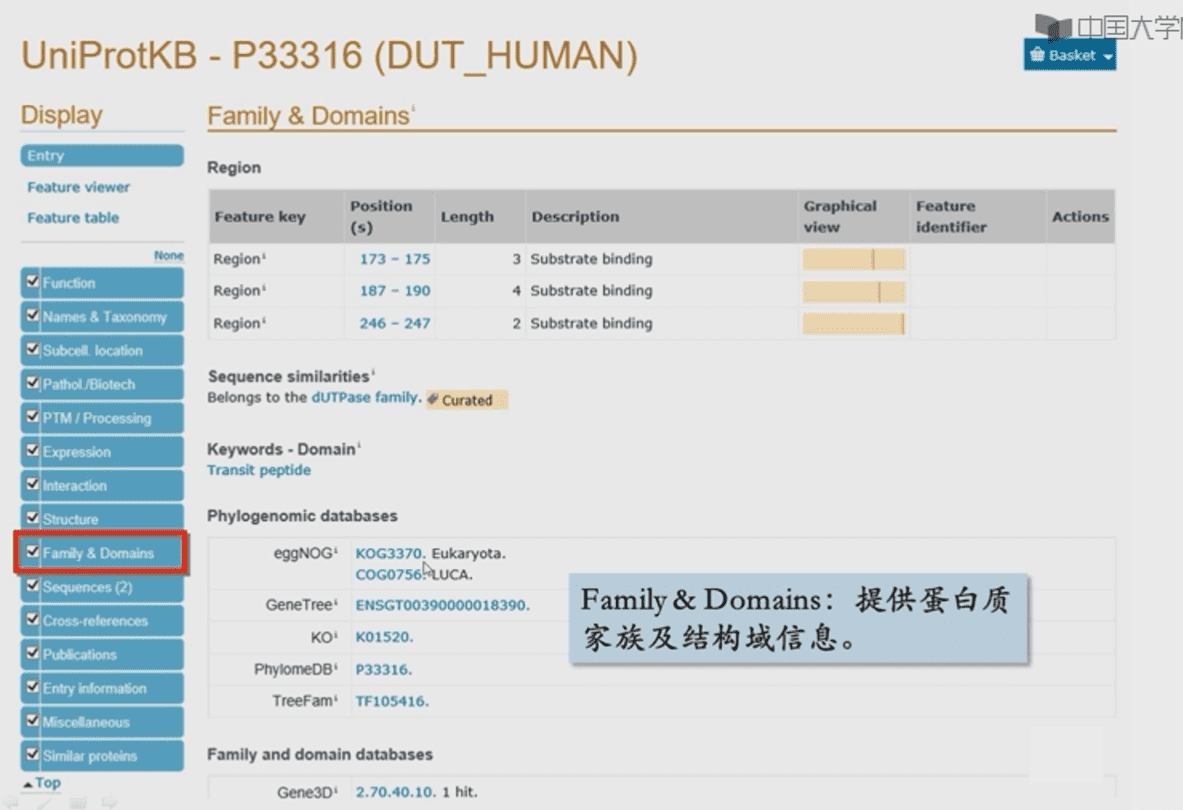 中国大学
UniProtKB - P33316 (DUT_HUMAN)
Basket
Display
Entry
Feature viewer
Feature table
None
Function
Names & Taxonomy
Subcell. location
Pathol./Biotech
PTM / Processing
Expression
Interaction
Structure
Family & Domains
Sequences (2)
Cross-references
Publications
Entry information
Miscellaneous
Similar proteins
Top
Family & Domains i
Region
Feature key Position (s) Length Description Graphical view Feature identifier Actions
Region i 173 – 175 3 Substrate binding
Region i 187 – 190 4 Substrate binding
Region i 246 – 247 2 Substrate binding
Sequence similarities i
Belongs to the dUTPase family. Curated
Keywords - Domain i
Transit peptide
Phylogenomic databases
eggNOG i KOG3370. Eukaryota.
COG0756. LUCA.
GeneTree i ENSGT00390000018390.
KO i K01520.
PhylomeDB i P33316.
TreeFam i TF105416.
Family and domain databases
Gene3D i 2.70.40.10. 1 hit.
Family & Domains：提供蛋白质
家族及结构域信息。